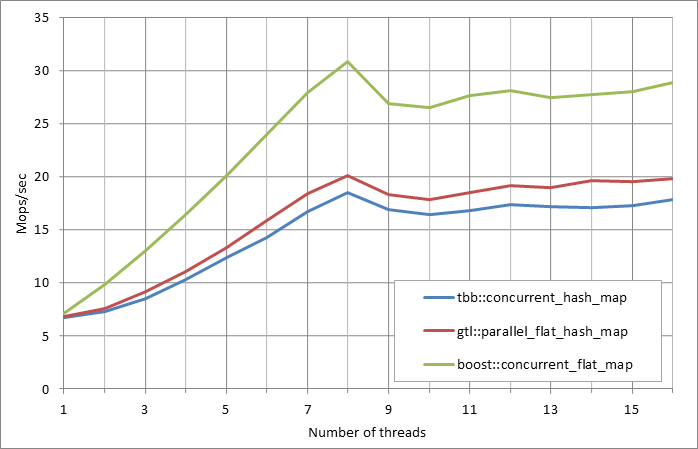 35
30
25
20
15
10
5
0
Mops/sec
tbb::concurrent_hash_map
gtl::parallel_flat_hash_map
boost::concurrent_flat_map
1 3 5 7 9 11 13 15
Number of threads